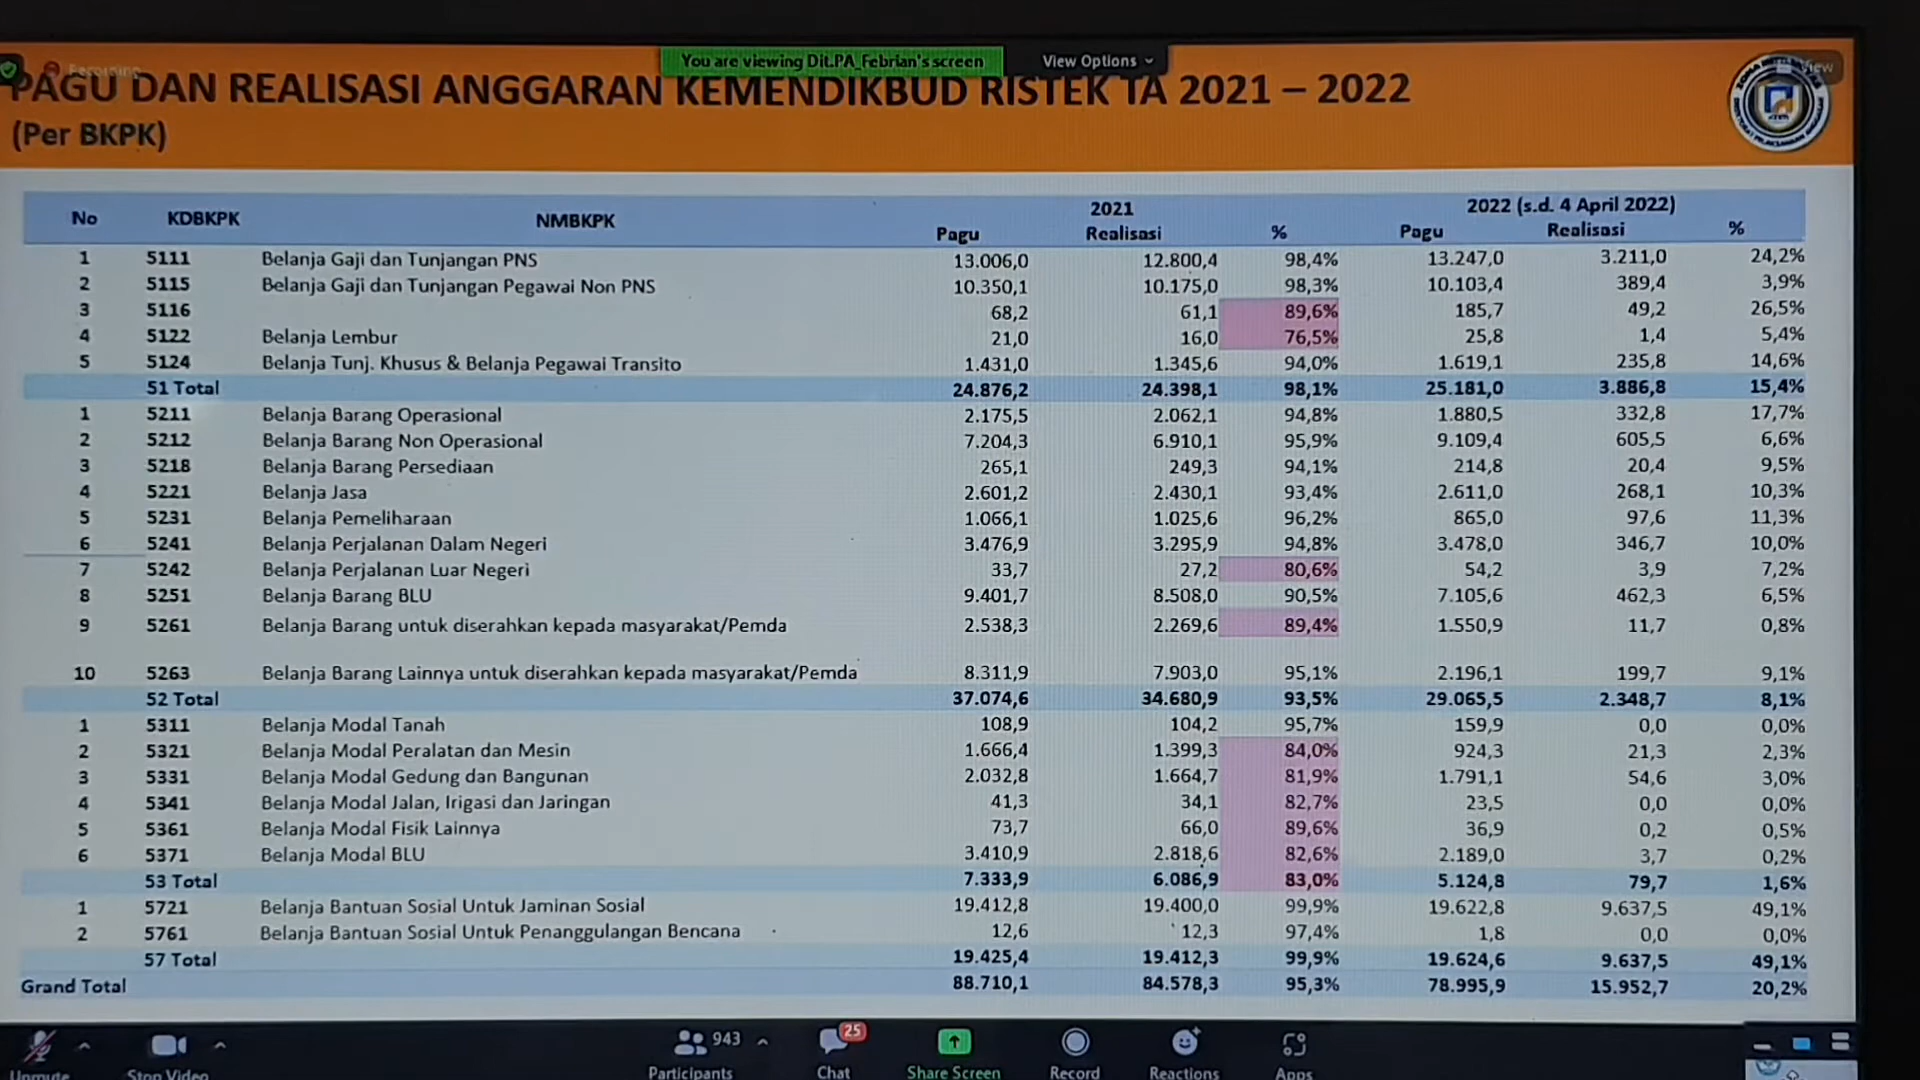 You are viewing Dit.PA_Febrian's screen
View Options
Recording
View
PAGU DAN REALISASI ANGGARAN KEMENDIKBUD RISTEK TA 2021 – 2022
(Per BKPK)
No KDBKPK NMBKPK 2021 2022 (s.d. 4 April 2022)
Pagu Realisasi % Pagu Realisasi %
1 5111 Belanja Gaji dan Tunjangan PNS 13.006,0 12.800,4 98,4% 13.247,0 3.211,0 24,2%
2 5115 Belanja Gaji dan Tunjangan Pegawai Non PNS 10.350,1 10.175,0 98,3% 10.103,4 389,4 3,9%
3 5116 68,2 61,1 89,6% 185,7 49,2 26,5%
4 5122 Belanja Lembur 21,0 16,0 76,5% 25,8 1,4 5,4%
5 5124 Belanja Tunj. Khusus & Belanja Pegawai Transito 1.431,0 1.345,6 94,0% 1.619,1 235,8 14,6%
51 Total 24.876,2 24.398,1 98,1% 25.181,0 3.886,8 15,4%
1 5211 Belanja Barang Operasional 2.175,5 2.062,1 94,8% 1.880,5 332,8 17,7%
2 5212 Belanja Barang Non Operasional 7.204,3 6.910,1 95,9% 9.109,4 605,5 6,6%
3 5218 Belanja Barang Persediaan 265,1 249,3 94,1% 214,8 20,4 9,5%
4 5221 Belanja Jasa 2.601,2 2.430,1 93,4% 2.611,0 268,1 10,3%
5 5231 Belanja Pemeliharaan 1.066,1 1.025,6 96,2% 865,0 97,6 11,3%
6 5241 Belanja Perjalanan Dalam Negeri 3.476,9 3.295,9 94,8% 3.478,0 346,7 10,0%
7 5242 Belanja Perjalanan Luar Negeri 33,7 27,2 80,6% 54,2 3,9 7,2%
8 5251 Belanja Barang BLU 9.401,7 8.508,0 90,5% 7.105,6 462,3 6,5%
9 5261 Belanja Barang untuk diserahkan kepada masyarakat/Pemda 2.538,3 2.269,6 89,4% 1.550,9 11,7 0,8%
10 5263 Belanja Barang Lainnya untuk diserahkan kepada masyarakat/Pemda 8.311,9 7.903,0 95,1% 2.196,1 199,7 9,1%
52 Total 37.074,6 34.680,9 93,5% 29.065,5 2.348,7 8,1%
1 5311 Belanja Modal Tanah 108,9 104,2 95,7% 159,9 0,0 0,0%
2 5321 Belanja Modal Peralatan dan Mesin 1.666,4 1.399,3 84,0% 924,3 21,3 2,3%
3 5331 Belanja Modal Gedung dan Bangunan 2.032,8 1.664,7 81,9% 1.791,1 54,6 3,0%
4 5341 Belanja Modal Jalan, Irigasi dan Jaringan 41,3 34,1 82,7% 23,5 0,0 0,0%
5 5361 Belanja Modal Fisik Lainnya 73,7 66,0 89,6% 36,9 0,2 0,5%
6 5371 Belanja Modal BLU 3.410,9 2.818,6 82,6% 2.189,0 3,7 0,2%
53 Total 7.333,9 6.086,9 83,0% 5.124,8 79,7 1,6%
1 5721 Belanja Bantuan Sosial Untuk Jaminan Sosial 19.412,8 19.400,0 99,9% 19.622,8 9.637,5 49,1%
2 5761 Belanja Bantuan Sosial Untuk Penanggulangan Bencana 12,6 12,3 97,4% 1,8 0,0 0,0%
57 Total 19.425,4 19.412,3 99,9% 19.624,6 9.637,5 49,1%
Grand Total 88.710,1 84.578,3 95,3% 78.995,9 15.952,7 20,2%
943 25
Unmute Stop Video Participants Chat Share Screen Record Reactions Apps